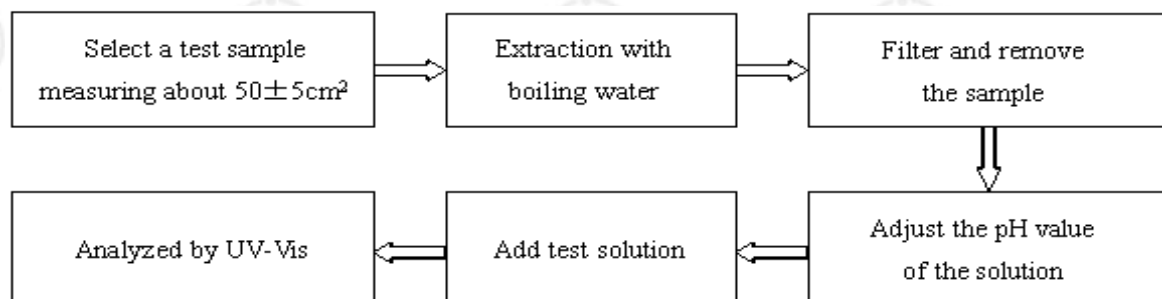 Select a test sample
measuring about 50±5cm²
Extraction with
boiling water
Filter and remove
the sample
Adjust the pH value
of the solution
Add test solution
Analyzed by UV-Vis